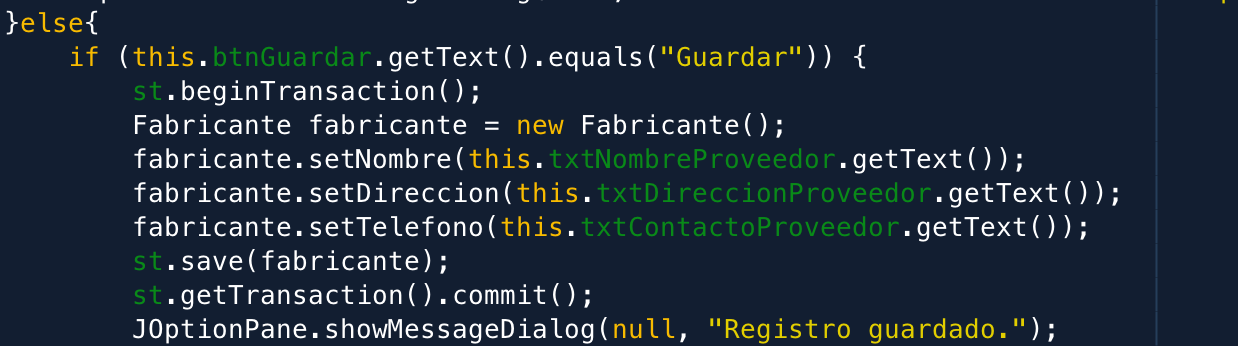 }else{
if (this.btnGuardar.getText().equals("Guardar")) {
st.beginTransaction();
Fabricante fabricante = new Fabricante();
fabricante.setNombre(this.txtNombreProveedor.getText());
fabricante.setDireccion(this.txtDireccionProveedor.getText());
fabricante.setTelefono(this.txtContactoProveedor.getText());
st.save(fabricante);
st.getTransaction().commit();
JOptionPane.showMessageDialog(null, "Registro guardado.");